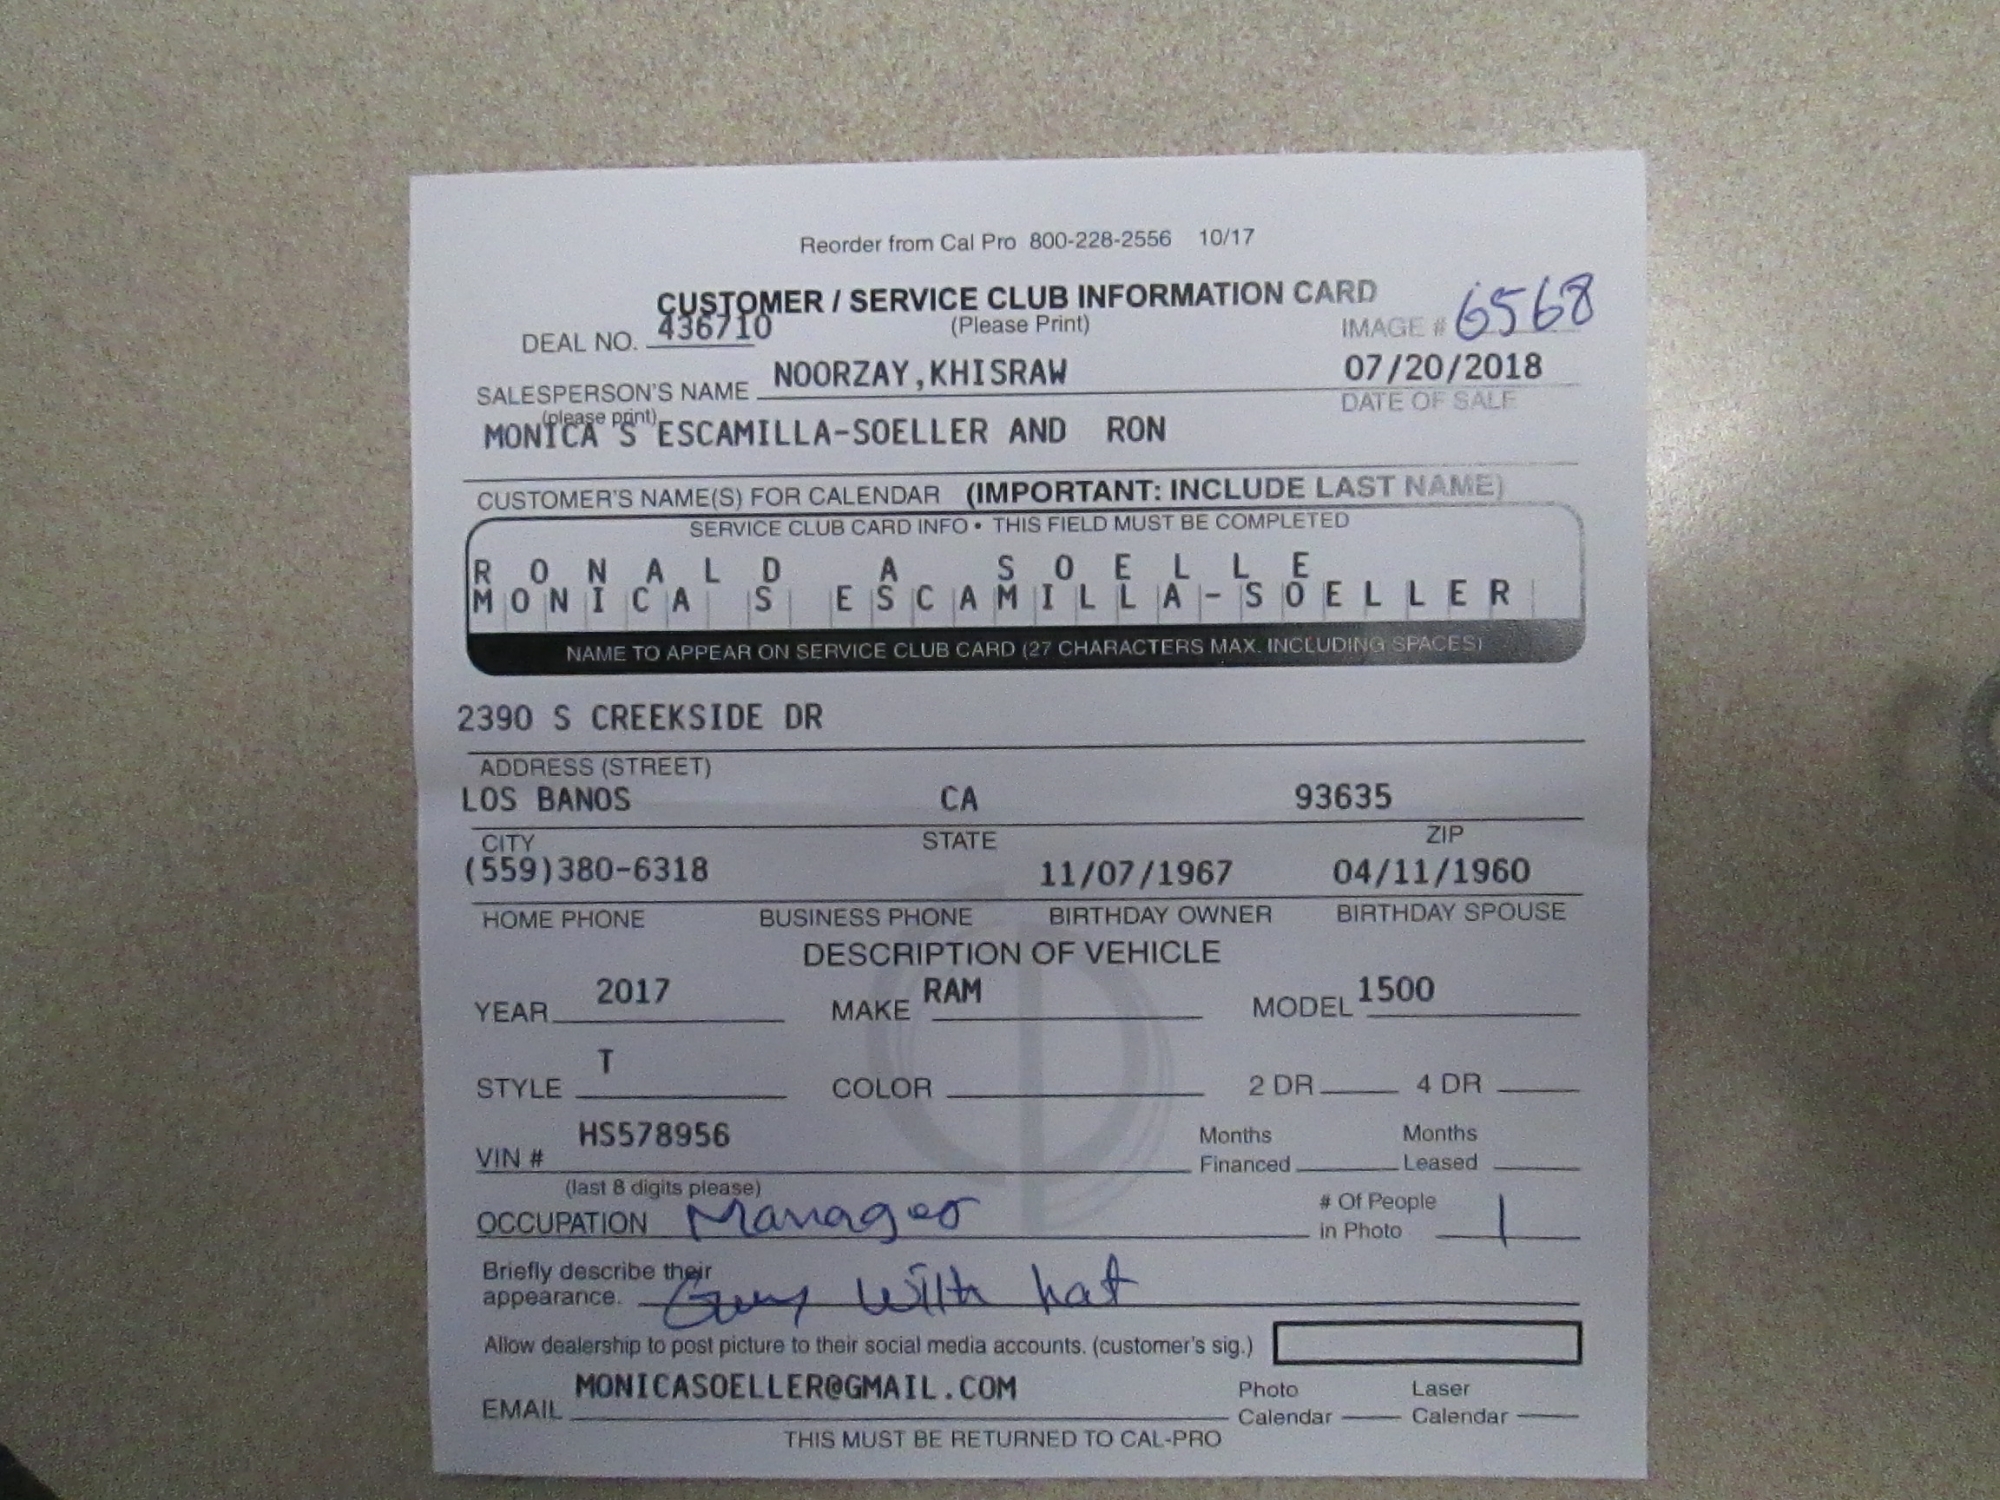 Reorder from Cal Pro 800-228-2556 10/17
CUSTOMER / SERVICE CLUB INFORMATION CARD
DEAL NO. 436710 (Please Print) IMAGE # 6568
SALESPERSON'S NAME NOORZAY,KHISRAW 07/20/2018
(please print) DATE OF SALE
MONICA S ESCAMILLA-SOELLER AND RON
CUSTOMER'S NAME(S) FOR CALENDAR (IMPORTANT: INCLUDE LAST NAME)
SERVICE CLUB CARD INFO • THIS FIELD MUST BE COMPLETED
RONALD A SOELLE
MONICA S ESCAMILLA-SOELLER
NAME TO APPEAR ON SERVICE CLUB CARD (27 CHARACTERS MAX. INCLUDING SPACES)
2390 S CREEKSIDE DR
ADDRESS (STREET)
LOS BANOS CA 93635
CITY STATE ZIP
(559)380-6318 11/07/1967 04/11/1960
HOME PHONE BUSINESS PHONE BIRTHDAY OWNER BIRTHDAY SPOUSE
DESCRIPTION OF VEHICLE
YEAR 2017 MAKE RAM MODEL 1500
STYLE T COLOR 2 DR 4 DR
VIN # HS578956 Months Financed Months Leased
(last 8 digits please)
OCCUPATION Manager # Of People in Photo 1
Briefly describe their appearance. Guy with hat
Allow dealership to post picture to their social media accounts. (customer's sig.)
EMAIL MONICASOELLER@GMAIL.COM Photo Calendar Laser Calendar
THIS MUST BE RETURNED TO CAL-PRO